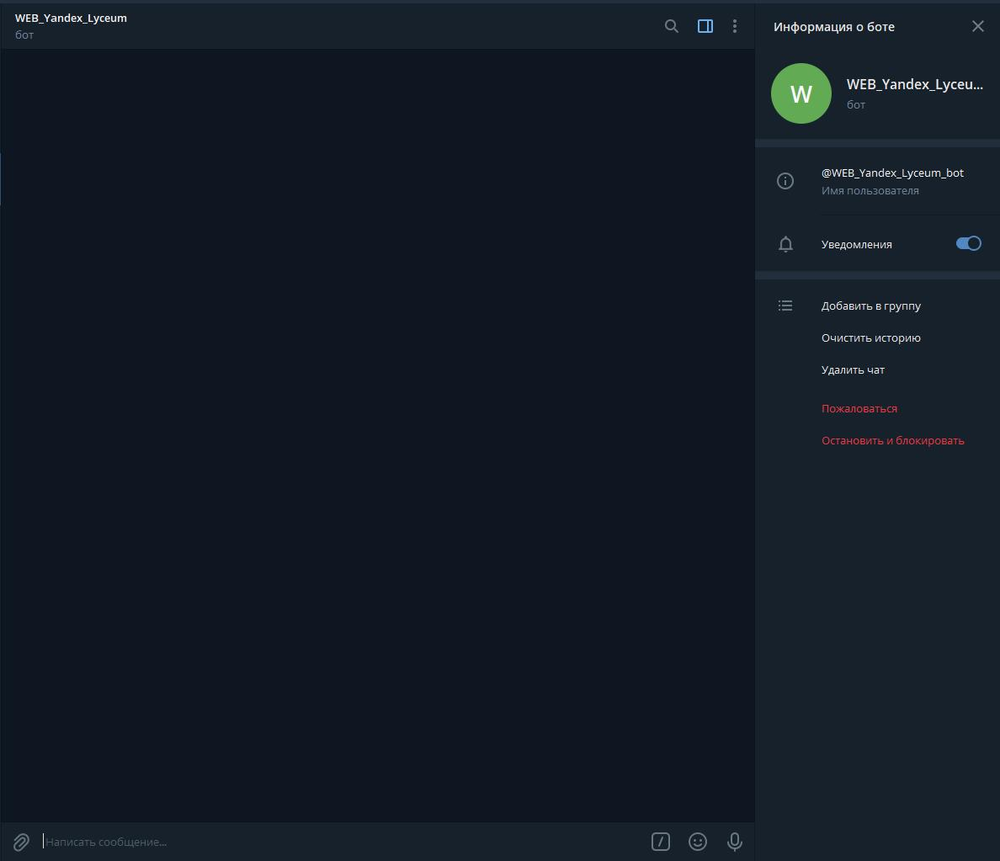 WEB_Yandex_Lyceum
бот
Информация о боте
W
WEB_Yandex_Lyceu...
бот
@WEB_Yandex_Lyceum_bot
Имя пользователя
Уведомления
Добавить в группу
Очистить историю
Удалить чат
Пожаловаться
Остановить и блокировать
Написать сообщение...